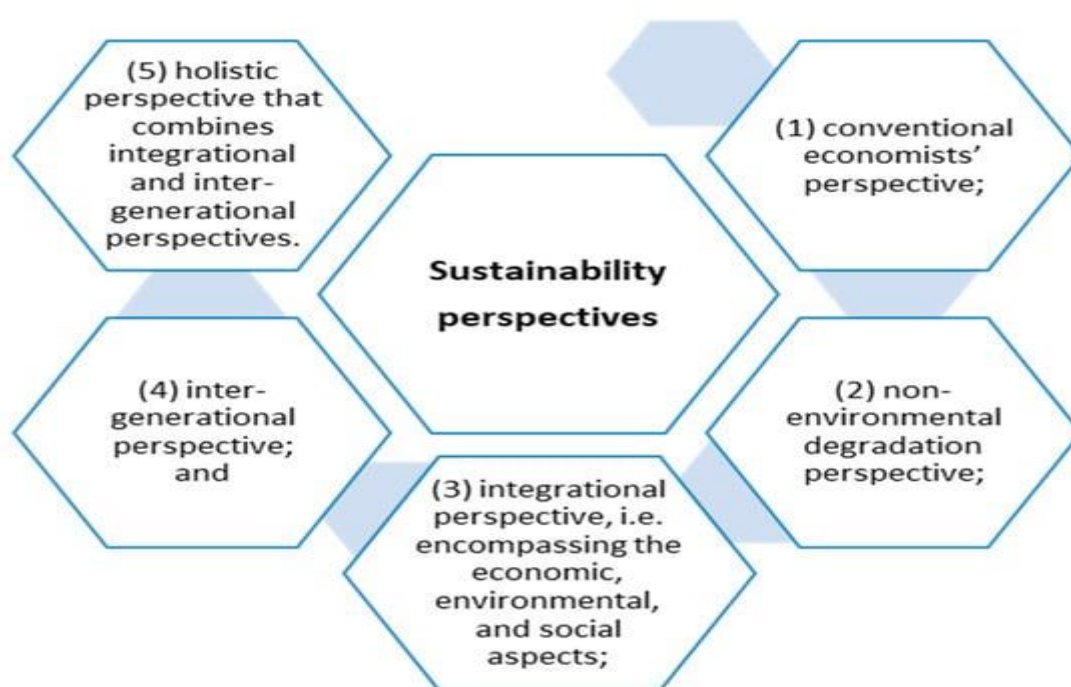 Sustainability
perspectives
(1) conventional
economists’
perspective;
(2) non-
environmental
degradation
perspective;
(3) integrational
perspective, i.e.
encompassing the
economic,
environmental,
and social
aspects;
(4) inter-
generational
perspective;
and
(5) holistic
perspective that
combines
integrational
and inter-
generational
perspectives.